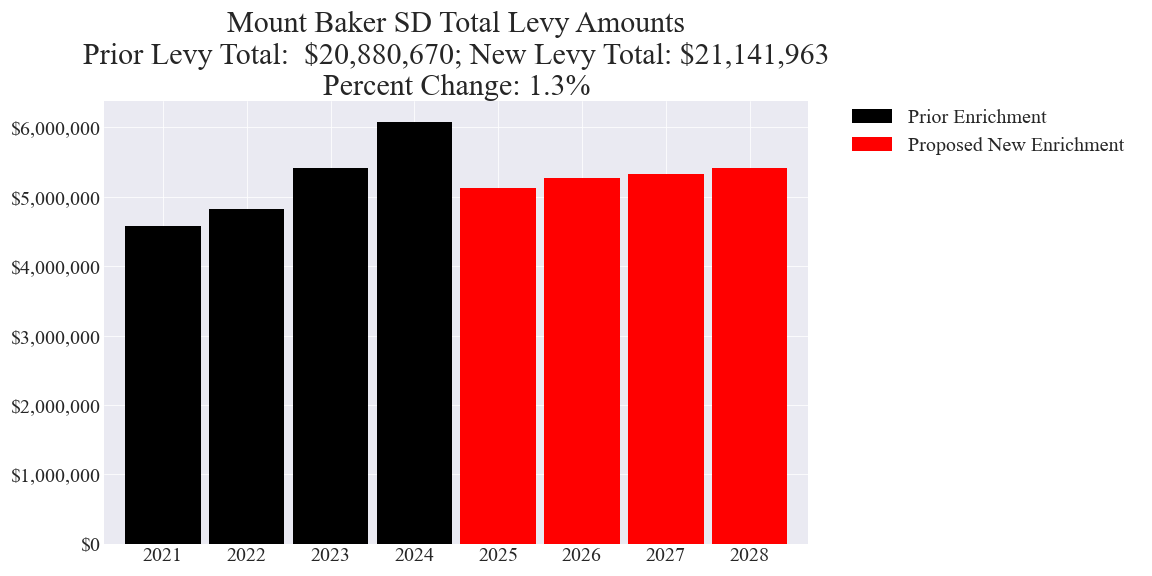 Mount Baker SD Total Levy Amounts
Prior Levy Total:  $20,880,670; New Levy Total: $21,141,963
Percent Change: 1.3%
Prior Enrichment
Proposed New Enrichment
$6,000,000
$5,000,000
$4,000,000
$3,000,000
$2,000,000
$1,000,000
$0
2021 2022 2023 2024 2025 2026 2027 2028